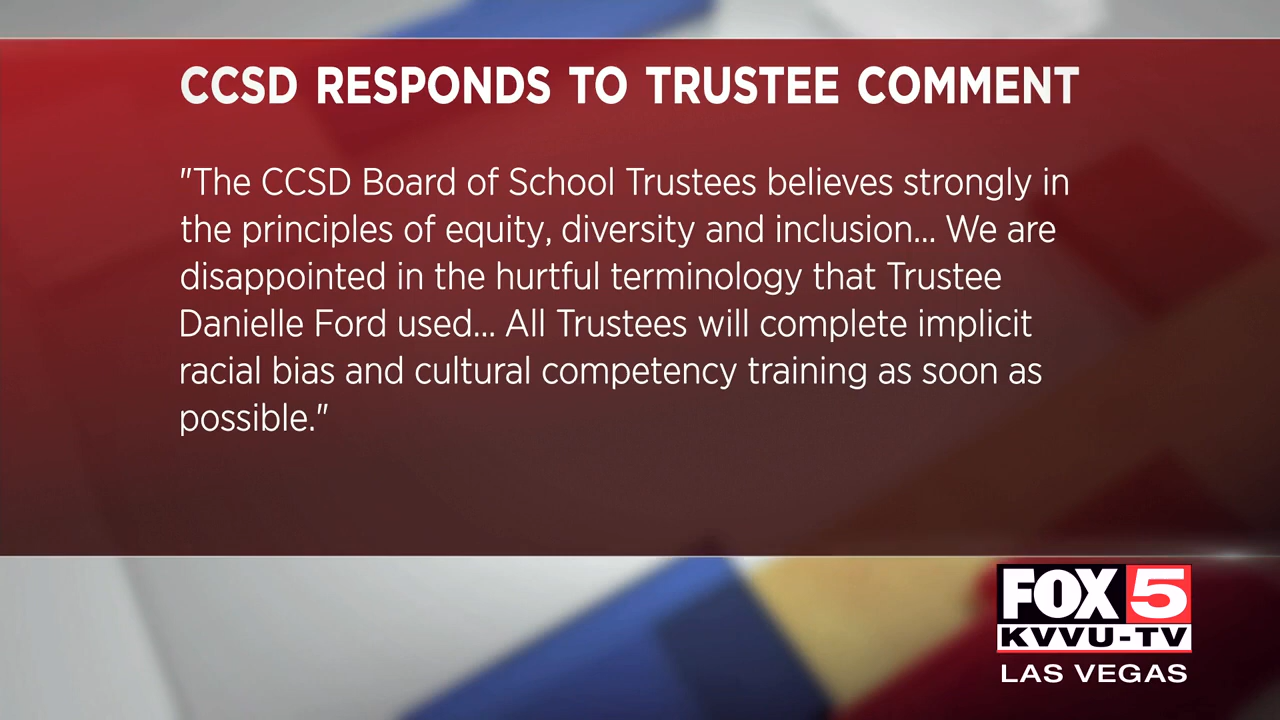 CCSD RESPONDS TO TRUSTEE COMMENT
"The CCSD Board of School Trustees believes strongly in
the principles of equity, diversity and inclusion... We are
disappointed in the hurtful terminology that Trustee
Danielle Ford used... All Trustees will complete implicit
racial bias and cultural competency training as soon as
possible."
FOX 5
KVVU-TV
LAS VEGAS